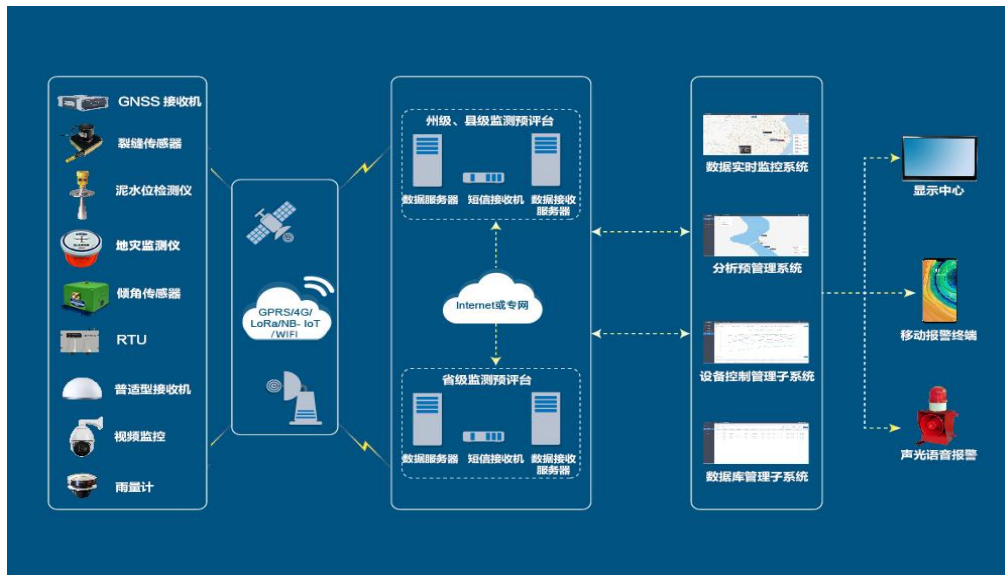 GNSS 接收机
裂缝传感器
泥水位检测仪
地灾监测仪
倾角传感器
RTU
普适型接收机
视频监控
雨量计
GPRS/4G/
LoRa/NB- IoT
/WIFI
州级、县级监测预评台
数据服务器
短信接收机
数据接收
服务器
Internet或专网
省级监测预评台
数据服务器
短信接收机
数据接收
服务器
数据实时监控系统
分析预管理系统
设备控制管理子系统
数据库管理子系统
显示中心
移动报警终端
声光语音报警